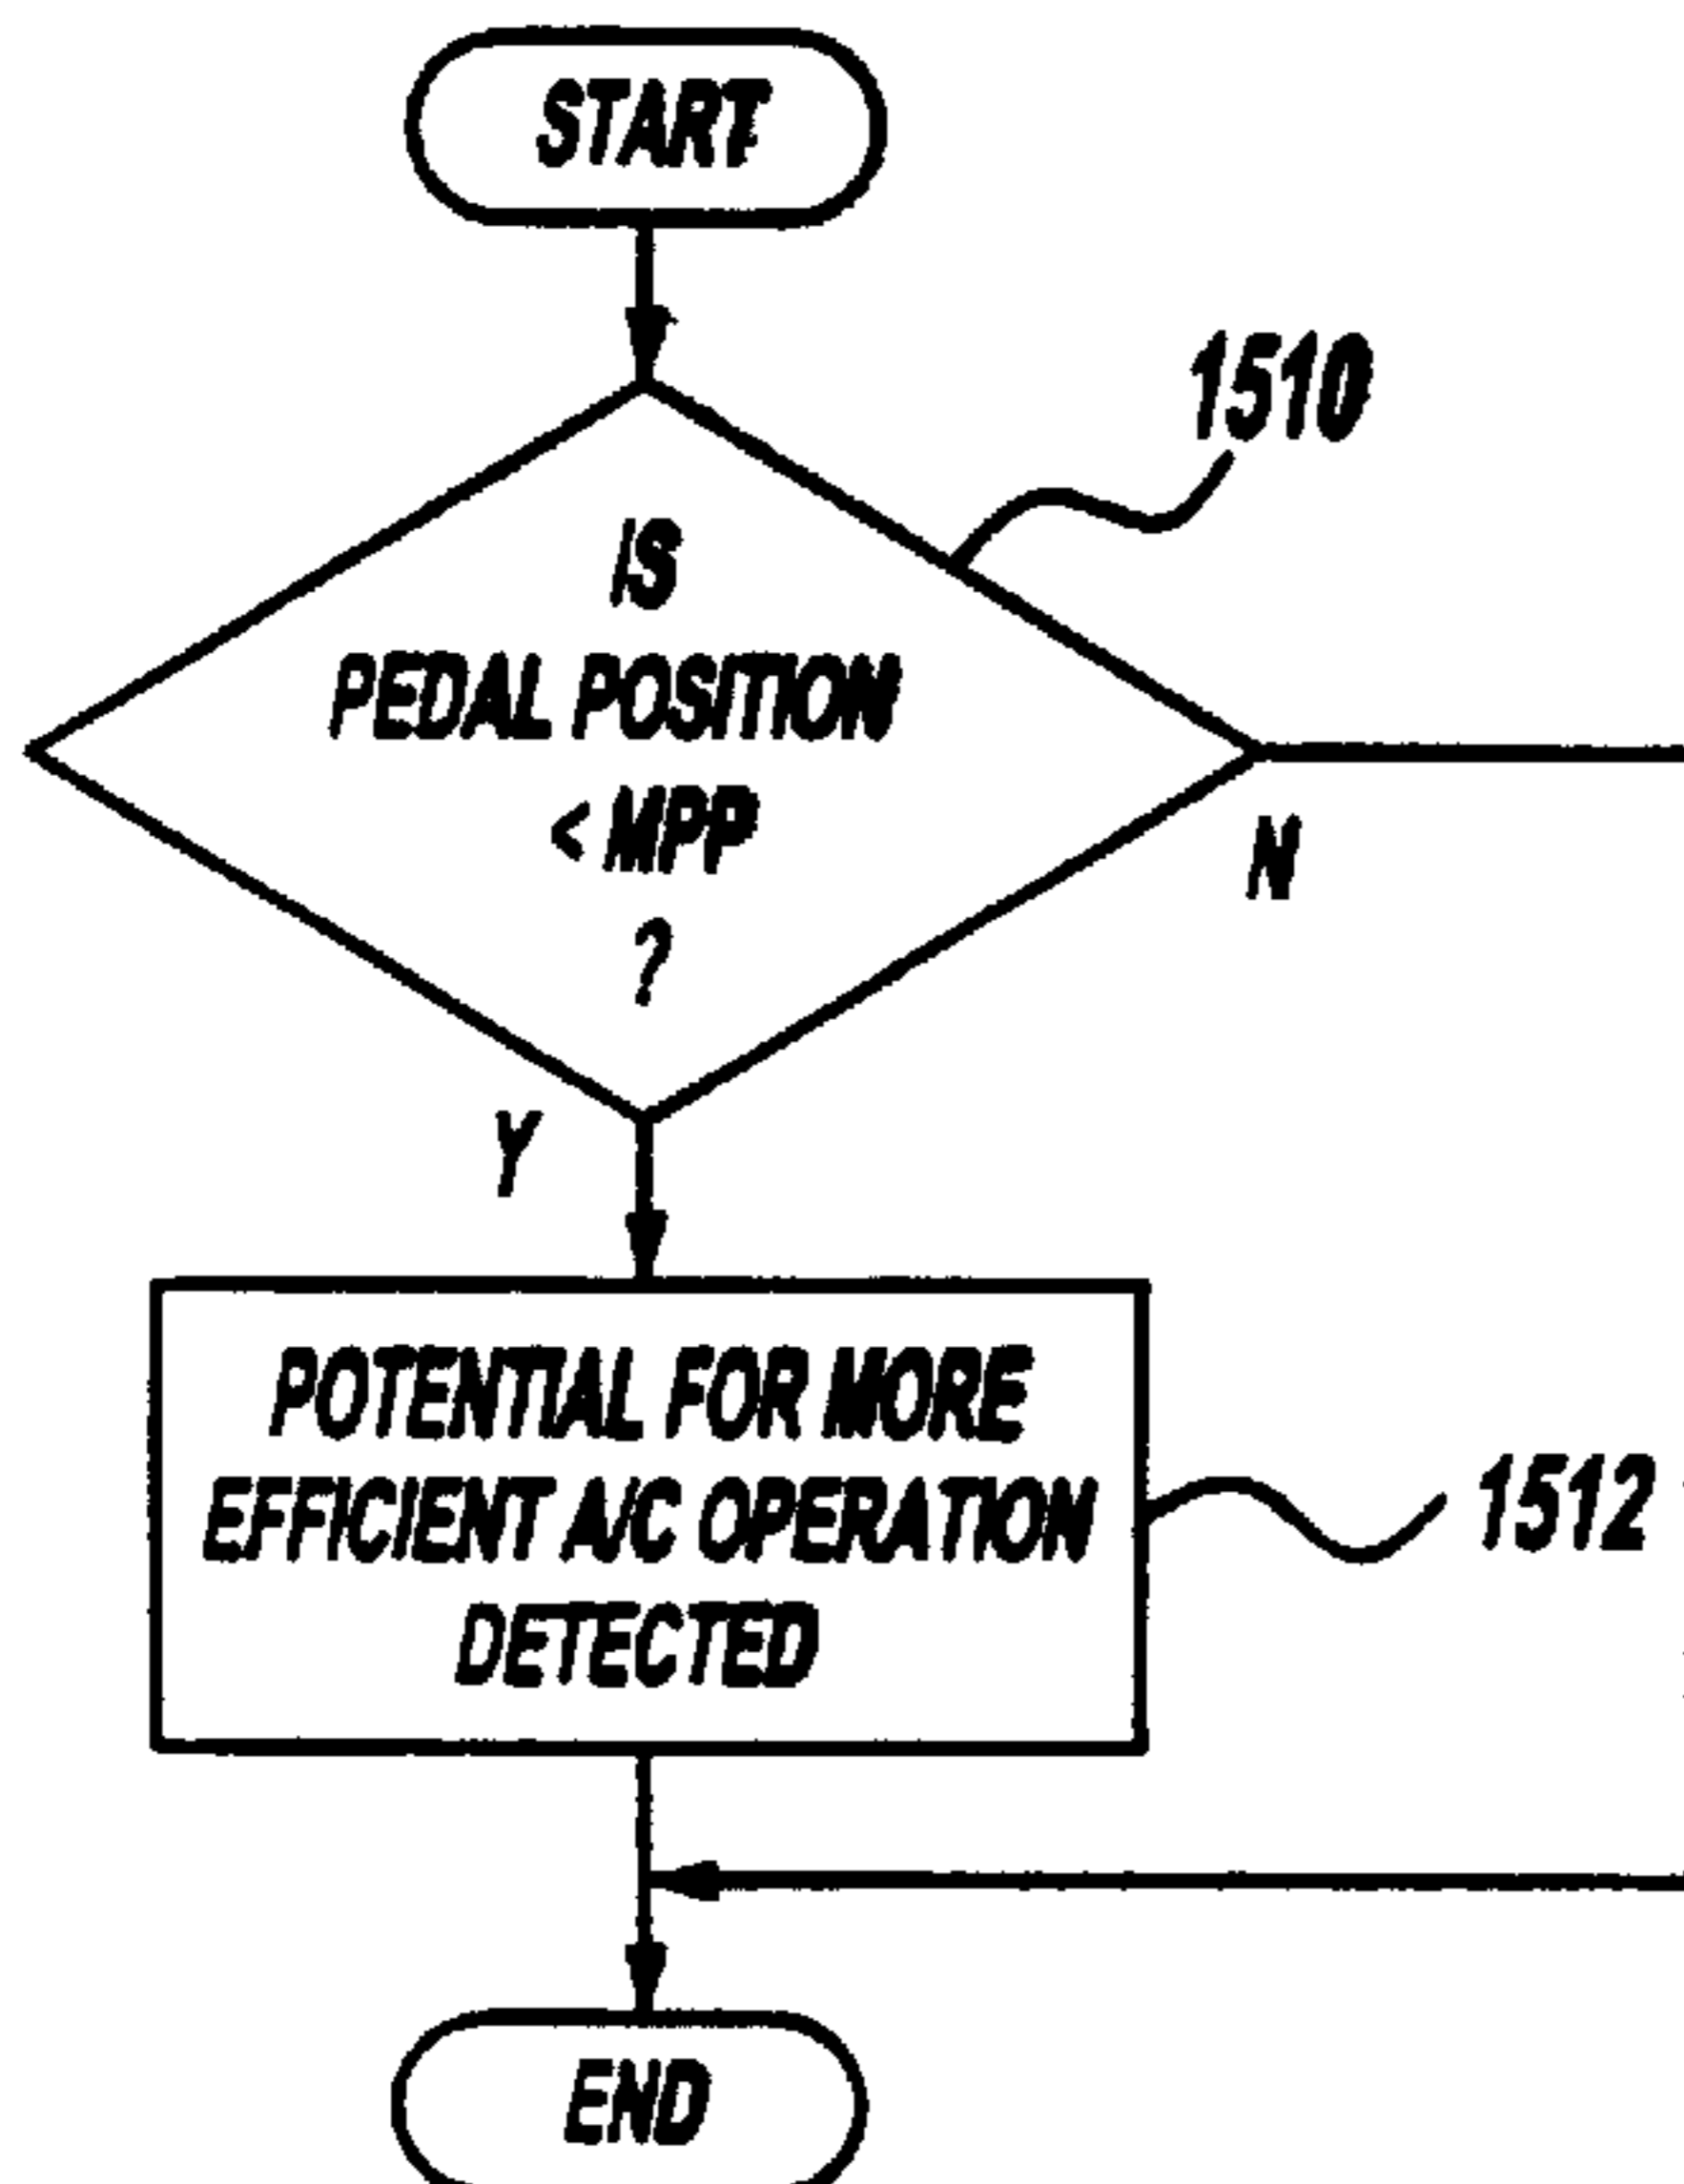 START
1510
IS
PEDAL POSITION
< MPP
?
N
Y
POTENTIAL FOR MORE
EFFICIENT A/C OPERATION
DETECTED
1512
END